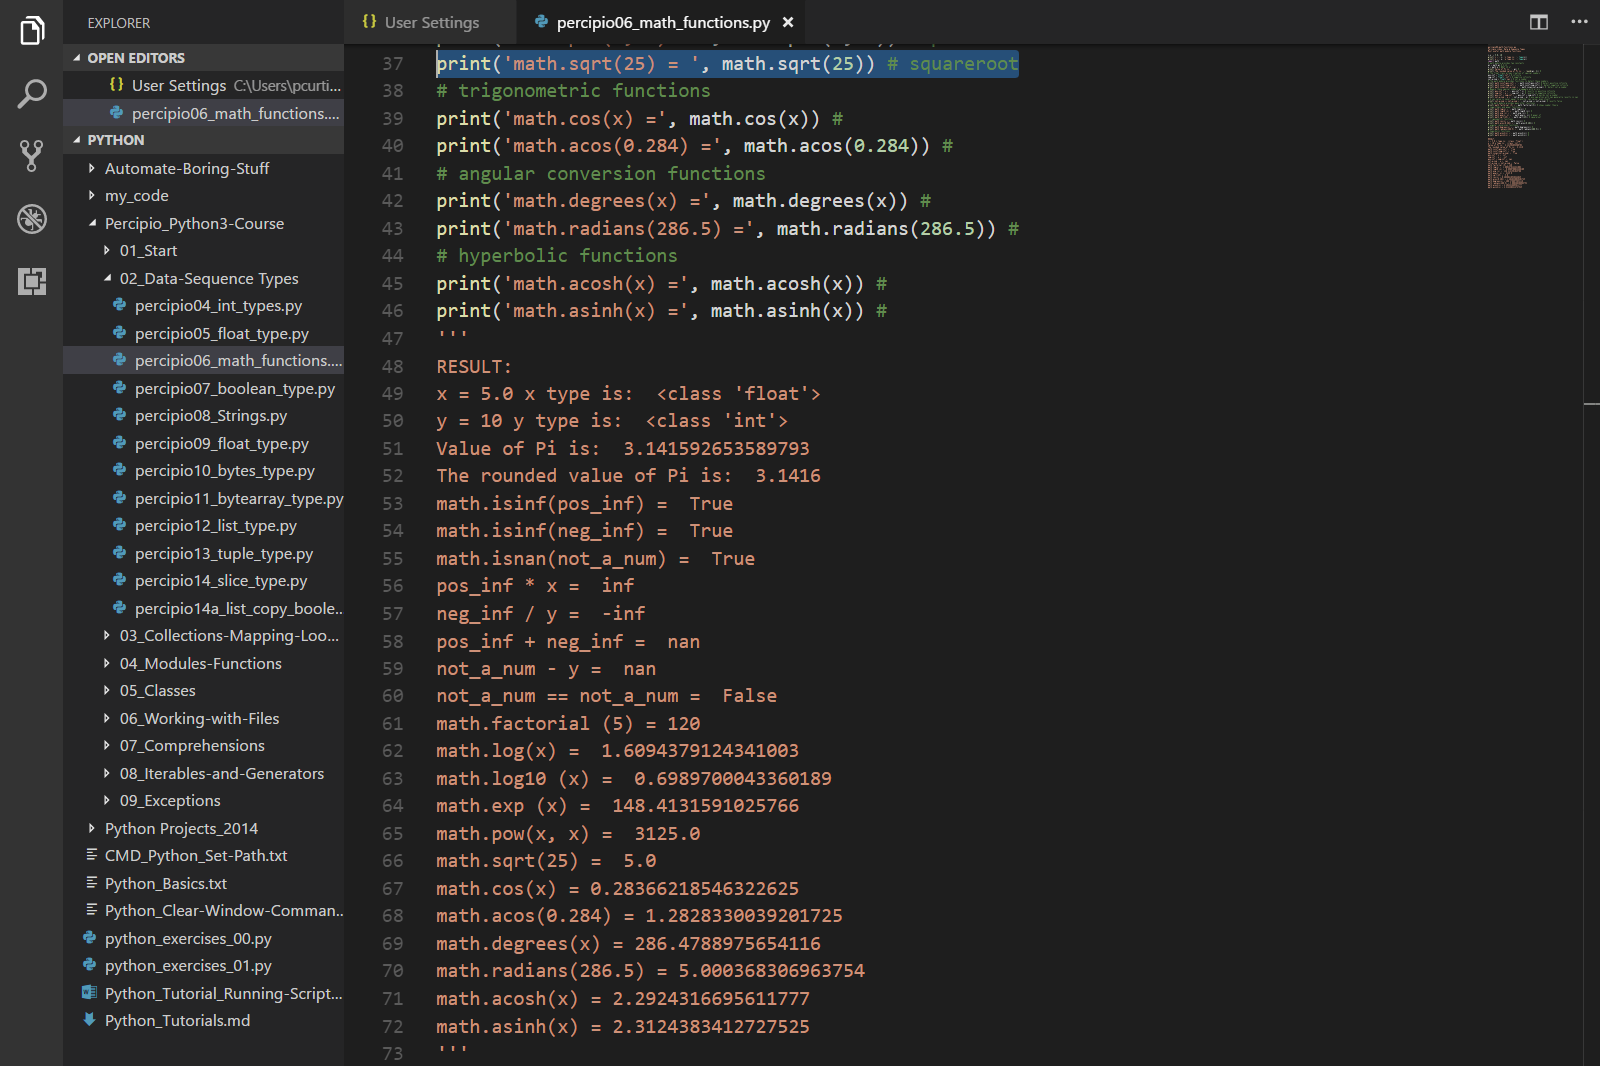 EXPLORER
OPEN EDITORS
{} User Settings C:\Users\pcurti...
percipio06_math_functions....
PYTHON
Automate-Boring-Stuff
my_code
Percipio_Python3-Course
01_Start
02_Data-Sequence Types
percipio04_int_types.py
percipio05_float_type.py
percipio06_math_functions....
percipio07_boolean_type.py
percipio08_Strings.py
percipio09_float_type.py
percipio10_bytes_type.py
percipio11_bytearray_type.py
percipio12_list_type.py
percipio13_tuple_type.py
percipio14_slice_type.py
percipio14a_list_copy_boole..
03_Collections-Mapping-Loo...
04_Modules-Functions
05_Classes
06_Working-with-Files
07_Comprehensions
08_Iterables-and-Generators
09_Exceptions
Python Projects_2014
CMD_Python_Set-Path.txt
Python_Basics.txt
Python_Clear-Window-Comman..
python_exercises_00.py
python_exercises_01.py
Python_Tutorial_Running-Script...
Python_Tutorials.md
{} User Settings
percipio06_math_functions.py
37 print('math.sqrt(25) = ', math.sqrt(25)) # squareroot
38 # trigonometric functions
39 print('math.cos(x) =', math.cos(x)) #
40 print('math.acos(0.284) =', math.acos(0.284)) #
41 # angular conversion functions
42 print('math.degrees(x) =', math.degrees(x)) #
43 print('math.radians(286.5) =', math.radians(286.5)) #
44 # hyperbolic functions
45 print('math.acosh(x) =', math.acosh(x)) #
46 print('math.asinh(x) =', math.asinh(x)) #
47 '''
48 RESULT:
49 x = 5.0 x type is:  <class 'float'>
50 y = 10 y type is:  <class 'int'>
51 Value of Pi is:  3.141592653589793
52 The rounded value of Pi is:  3.1416
53 math.isinf(pos_inf) =  True
54 math.isinf(neg_inf) =  True
55 math.isnan(not_a_num) =  True
56 pos_inf * x =  inf
57 neg_inf / y =  -inf
58 pos_inf + neg_inf =  nan
59 not_a_num - y =  nan
60 not_a_num == not_a_num =  False
61 math.factorial (5) = 120
62 math.log(x) =  1.6094379124341003
63 math.log10 (x) =  0.6989700043360189
64 math.exp (x) =  148.4131591025766
65 math.pow(x, x) =  3125.0
66 math.sqrt(25) =  5.0
67 math.cos(x) = 0.28366218546322625
68 math.acos(0.284) = 1.2828330039201725
69 math.degrees(x) = 286.4788975654116
70 math.radians(286.5) = 5.000368306963754
71 math.acosh(x) = 2.2924316695611777
72 math.asinh(x) = 2.3124383412727525
73 '''